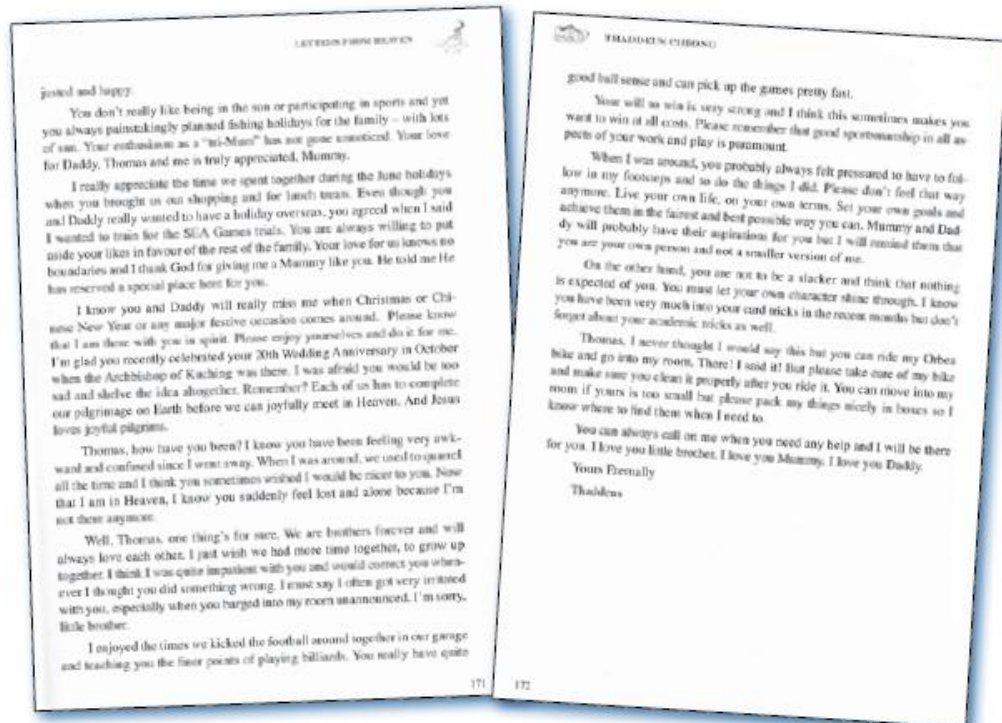 LETTERS FROM HEAVEN
justed and happy.
You don't really like being in the sun or participating in sports and yet
you always painstakingly planned fishing holidays for the family – with lots
of sun. Your enthusiasm as a "tri-Mum" has not gone unnoticed. Your love
for Daddy, Thomas and me is truly appreciated, Mummy.
I really appreciate the time we spent together during the June holidays
when you brought us out shopping and for lunch treats. Even though you
and Daddy really wanted to have a holiday overseas, you agreed when I said
I wanted to train for the SEA Games trials. You are always willing to put
aside your likes in favour of the rest of the family. Your love for us knows no
boundaries and I thank God for giving me a Mummy like you. He told me He
has reserved a special place here for you.
I know you and Daddy will really miss me when Christmas or Chi-
nese New Year or any major festive occasion comes around. Please know
that I am there with you in spirit. Please enjoy yourselves and do it for me.
I'm glad you recently celebrated your 20th Wedding Anniversary in October
when the Archbishop of Kuching was there. I was afraid you would be too
sad and shelve the idea altogether. Remember? Each of us has to complete
our pilgrimage on Earth before we can joyfully meet in Heaven. And Jesus
loves joyful pilgrims.
Thomas, how have you been? I know you have been feeling very awk-
ward and confused since I went away. When I was around, we used to quarrel
all the time and I think you sometimes wished I would be nicer to you. Now
that I am in Heaven, I know you suddenly feel lost and alone because I'm
not there anymore.
Well, Thomas, one thing's for sure. We are brothers forever and will
always love each other. I just wish we had more time together, to grow up
together. I think I was quite impatient with you and would correct you when-
ever I thought you did something wrong. I must say I often got very irritated
with you, especially when you barged into my room unannounced. I'm sorry,
little brother.
I enjoyed the times we kicked the football around together in our garage
and teaching you the finer points of playing billiards. You really have quite
171
THADDEUS CHEONG
good ball sense and can pick up the games pretty fast.
Your will to win is very strong and I think this sometimes makes you
want to win at all costs. Please remember that good sportsmanship in all as-
pects of your work and play is paramount.
When I was around, you probably always felt pressured to have to fol-
low in my footsteps and to do the things I did. Please don't feel that way
anymore. Live your own life, on your own terms. Set your own goals and
achieve them in the fairest and best possible way you can. Mummy and Dad-
dy will probably have their aspirations for you but I will remind them that
you are your own person and not a smaller version of me.
On the other hand, you are not to be a slacker and think that nothing
is expected of you. You must let your own character shine through. I know
you have been very much into your card tricks in the recent months but don't
forget about your academic tricks as well.
Thomas, I never thought I would say this but you can ride my Orbea
bike and go into my room. There! I said it! But please take care of my bike
and make sure you clean it properly after you ride it. You can move into my
room if yours is too small but please pack my things nicely in boxes so I
know where to find them when I need to.
You can always call on me when you need any help and I will be there
for you. I love you little brother. I love you Mummy. I love you Daddy.
Yours Eternally
Thaddeus
172